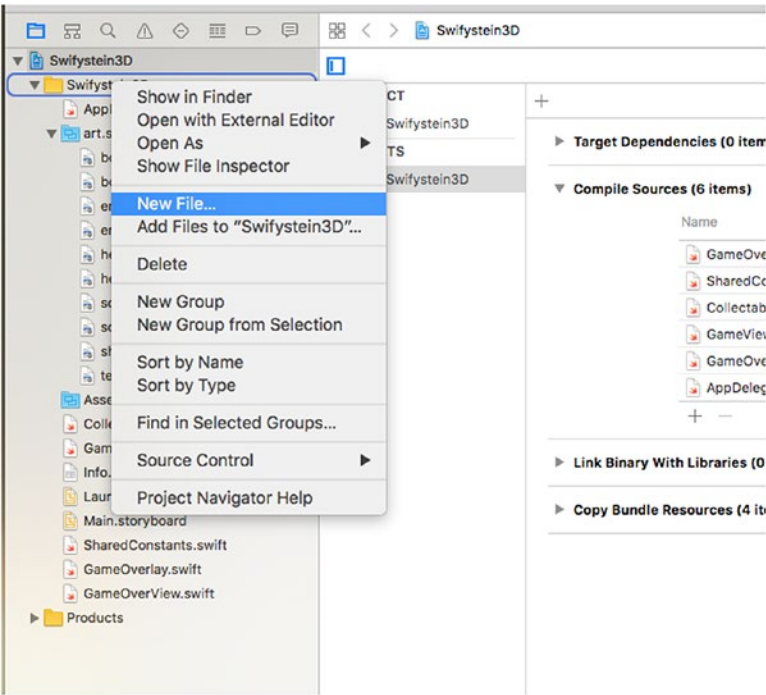 Swifystein3D
Swifystein3D
Show in Finder
Open with External Editor
Open As
Show File Inspector
New File...
Add Files to “Swifystein3D”...
Delete
New Group
New Group from Selection
Sort by Name
Sort by Type
Find in Selected Groups...
Source Control
Project Navigator Help
Main.storyboard
SharedConstants.swift
GameOverlay.swift
GameOverView.swift
Products
CT
Swifystein3D
TS
Swifystein3D
Target Dependencies (0 item
Compile Sources (6 items)
Name
GameOve
SharedCo
Collectab
GameView
GameOve
AppDeleg
Link Binary With Libraries (0
Copy Bundle Resources (4 it